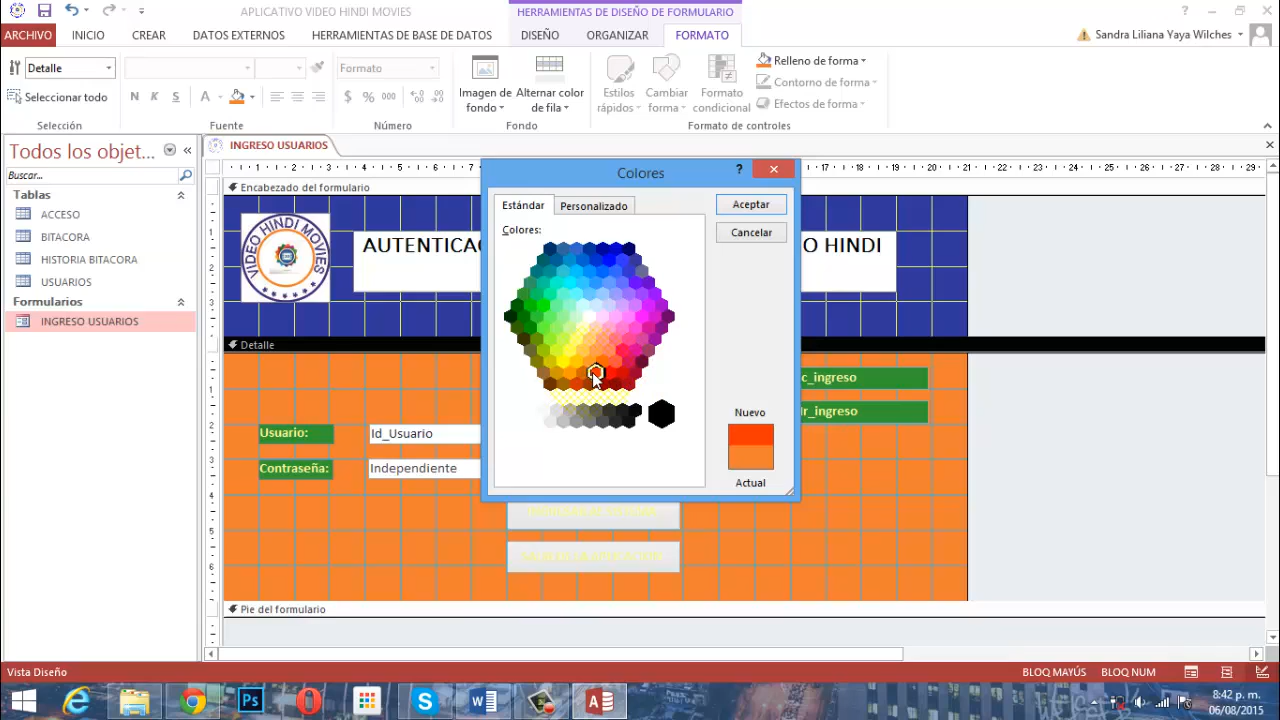 APLICATIVO VIDEO HINDI MOVIES
HERRAMIENTAS DE DISEÑO DE FORMULARIO
ARCHIVO
INICIO
CREAR
DATOS EXTERNOS
HERRAMIENTAS DE BASE DE DATOS
DISEÑO
ORGANIZAR
FORMATO
Sandra Liliana Yaya Wilches
Detalle
Seleccionar todo
Selección
N K S A
Fuente
Formato
$ % 000
Número
Imagen de fondo
Alternar color de fila
Fondo
Estilos rápidos
Cambiar forma
Formato condicional
Relleno de forma
Contorno de forma
Efectos de forma
Formato de controles
Todos los objet...
Buscar...
Tablas
ACCESO
BITACORA
HISTORIA BITACORA
USUARIOS
Formularios
INGRESO USUARIOS
INGRESO USUARIOS
Encabezado del formulario
VIDEO HINDI MOVIES
AUTENTICAC
O HINDI
Detalle
c_ingreso
Hr_ingreso
Usuario:
Id_Usuario
Contraseña:
Independiente
Pie del formulario
Colores
Estándar
Personalizado
Colores:
Aceptar
Cancelar
Nuevo
Actual
Vista Diseño
BLOQ MAYÚS
BLOQ NUM
8:42 p. m.
06/08/2015